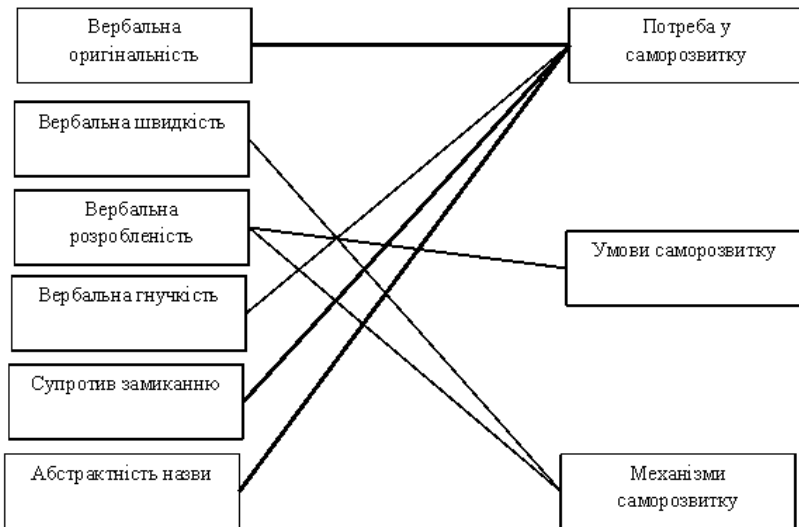 Вербальна
оригінальність
Вербальна швидкість
Вербальна
розробленість
Вербальна гнучкість
Супротив замиканню
Абстрактність назви
Потреба у
саморозвитку
Умови саморозвитку
Механізми
саморозвитку